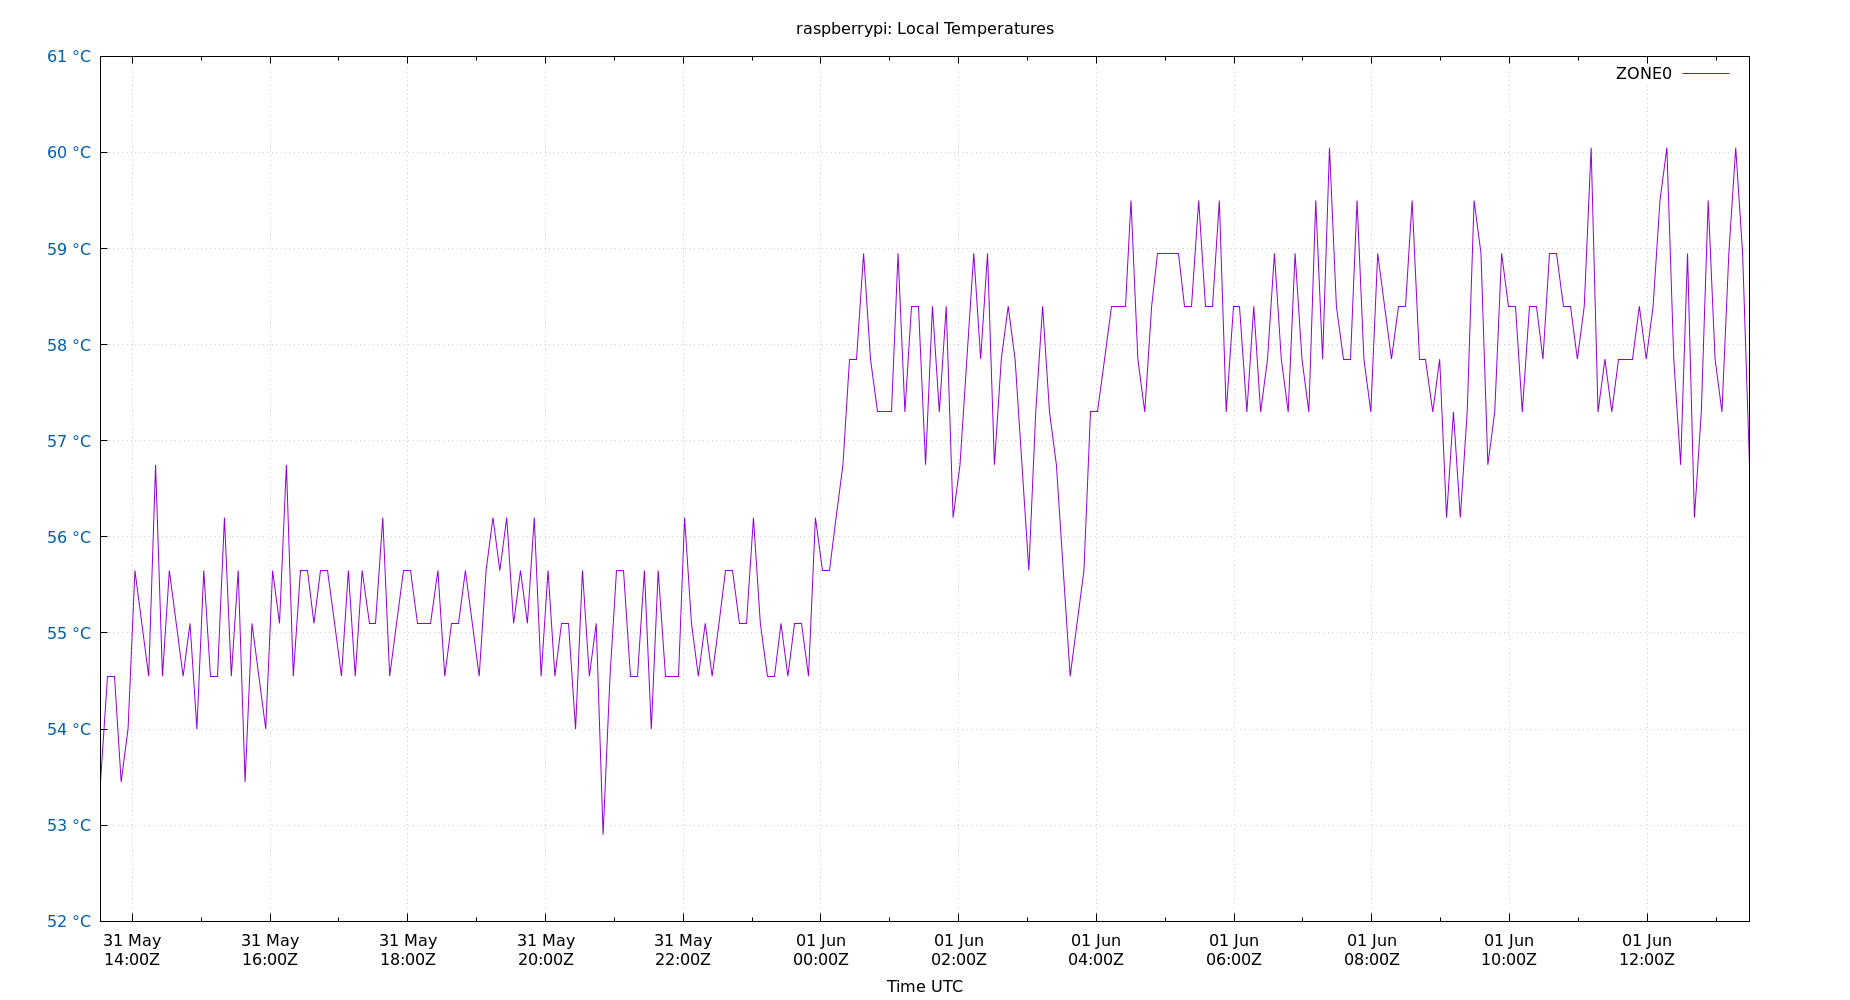 raspberrypi: Local Temperatures
61 °C
ZONE0
60 °C
59 °C
58 °C
57 °C
56 °C
55 °C
54 °C
53 °C
52 °C
31 May 31 May 31 May 31 May 31 May 01 Jun 01 Jun 01 Jun 01 Jun 01 Jun 01 Jun 01 Jun
14:00Z 16:00Z 18:00Z 20:00Z 22:00Z 00:00Z 02:00Z 04:00Z 06:00Z 08:00Z 10:00Z 12:00Z
Time UTC